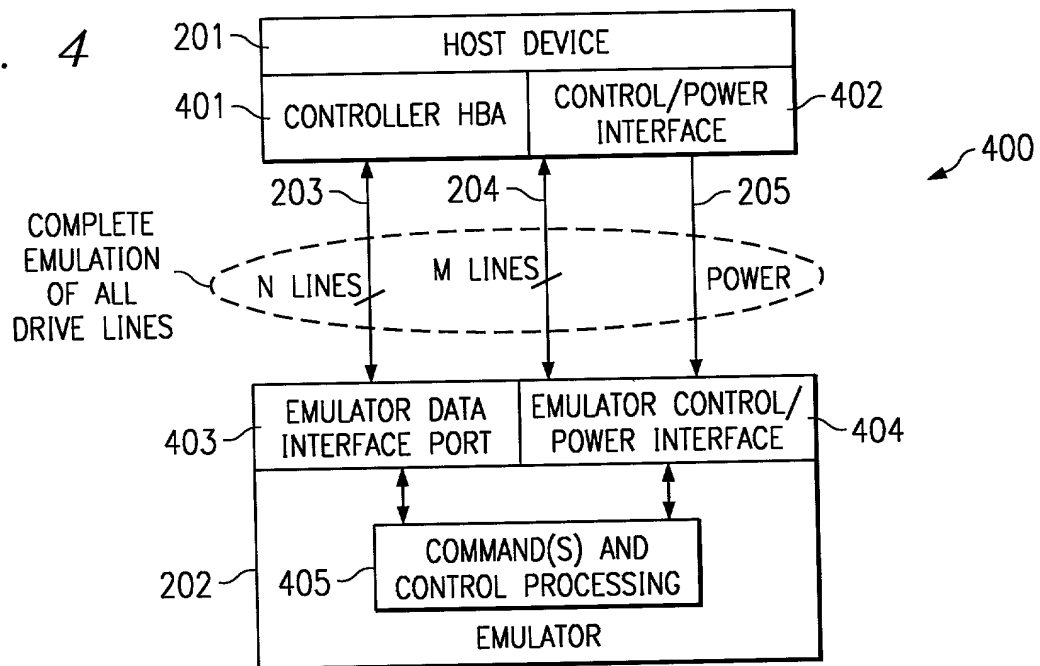 . 4
201
HOST DEVICE
401
CONTROLLER HBA
CONTROL/POWER
INTERFACE
402
400
203
204
205
COMPLETE
EMULATION
OF ALL
DRIVE LINES
N LINES
M LINES
POWER
403
EMULATOR DATA
INTERFACE PORT
EMULATOR CONTROL/
POWER INTERFACE
404
202
405
COMMAND(S) AND
CONTROL PROCESSING
EMULATOR